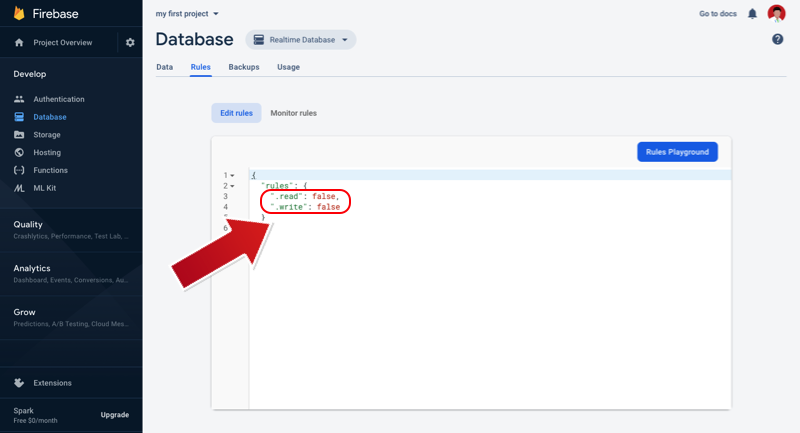 Firebase
Project Overview
Develop
Authentication
Database
Storage
Hosting
Functions
ML Kit
Quality
Crashlytics, Performance, Test Lab, ...
Analytics
Dashboard, Events, Conversions, Au...
Grow
Predictions, A/B Testing, Cloud Mes...
Extensions
Spark
Free $0/month
Upgrade
my first project
Go to docs
Database
Realtime Database
Data Rules Backups Usage
Edit rules Monitor rules
Rules Playground
1 {
2 "rules": {
3 ".read": false,
4 ".write": false
}
6